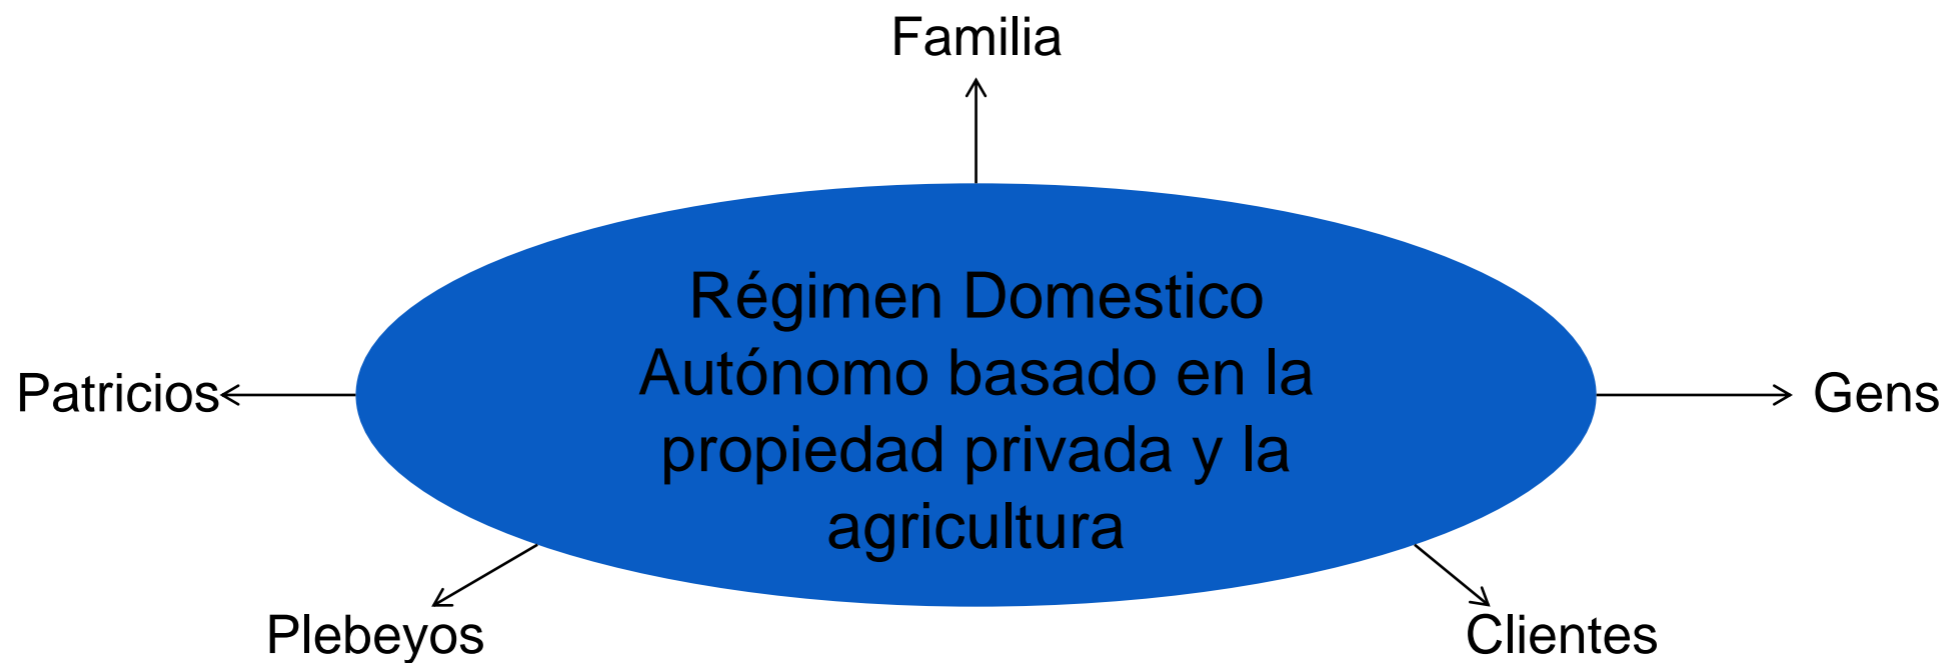 Familia
Régimen Domestico
Autónomo basado en la
propiedad privada y la
agricultura
Patricios
Gens
Plebeyos
Clientes